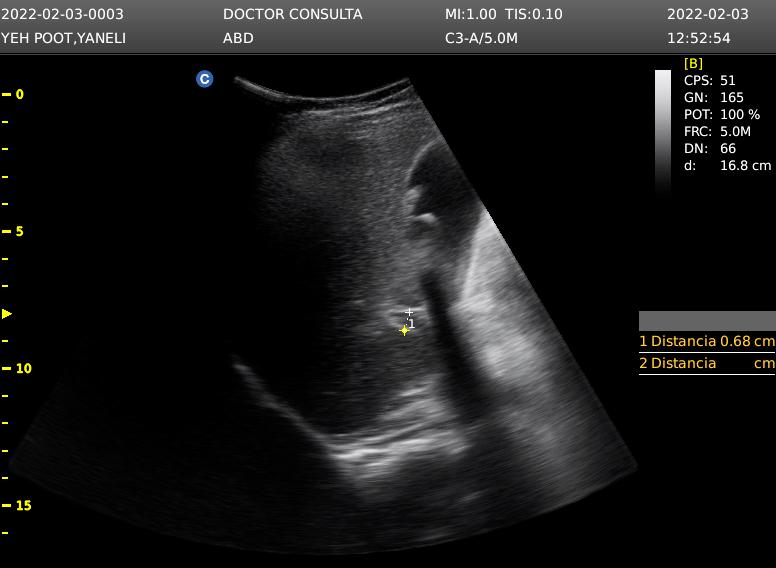 2022-02-03-0003 DOCTOR CONSULTA MI:1.00 TIS:0.10 2022-02-03
YEH POOT,YANELI ABD C3-A/5.0M 12:52:54
C
[B]
CPS: 51
GN: 165
POT: 100 %
FRC: 5.0M
DN: 66
d: 16.8 cm
0
5
10
15
1
1 Distancia 0.68 cm
2 Distancia cm